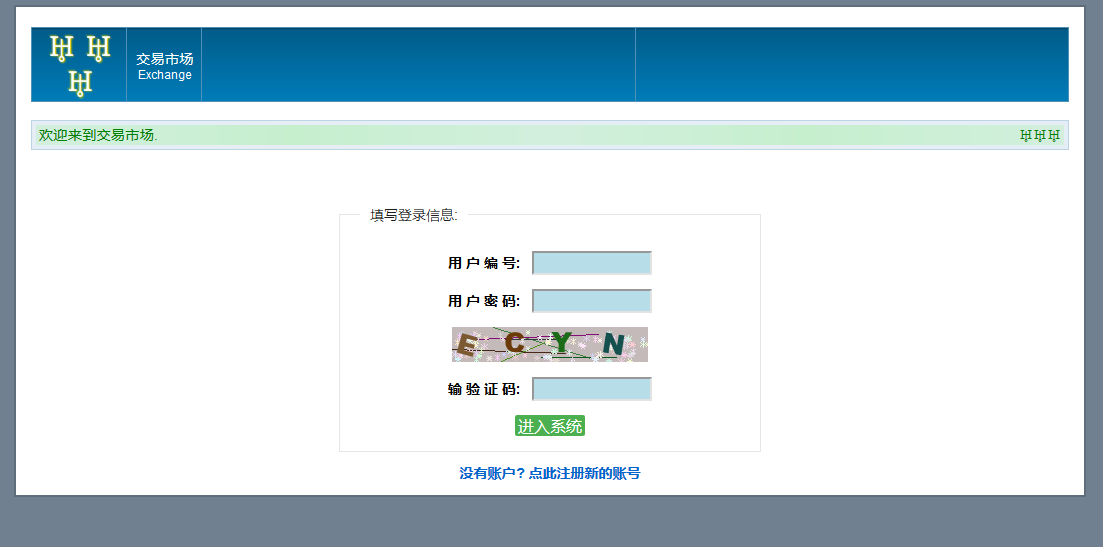 交易市场
Exchange
欢迎来到交易市场.
填写登录信息:
用 户 编 号:
用 户 密 码:
E C Y N
输 验 证 码:
进入系统
没有账户? 点此注册新的账号